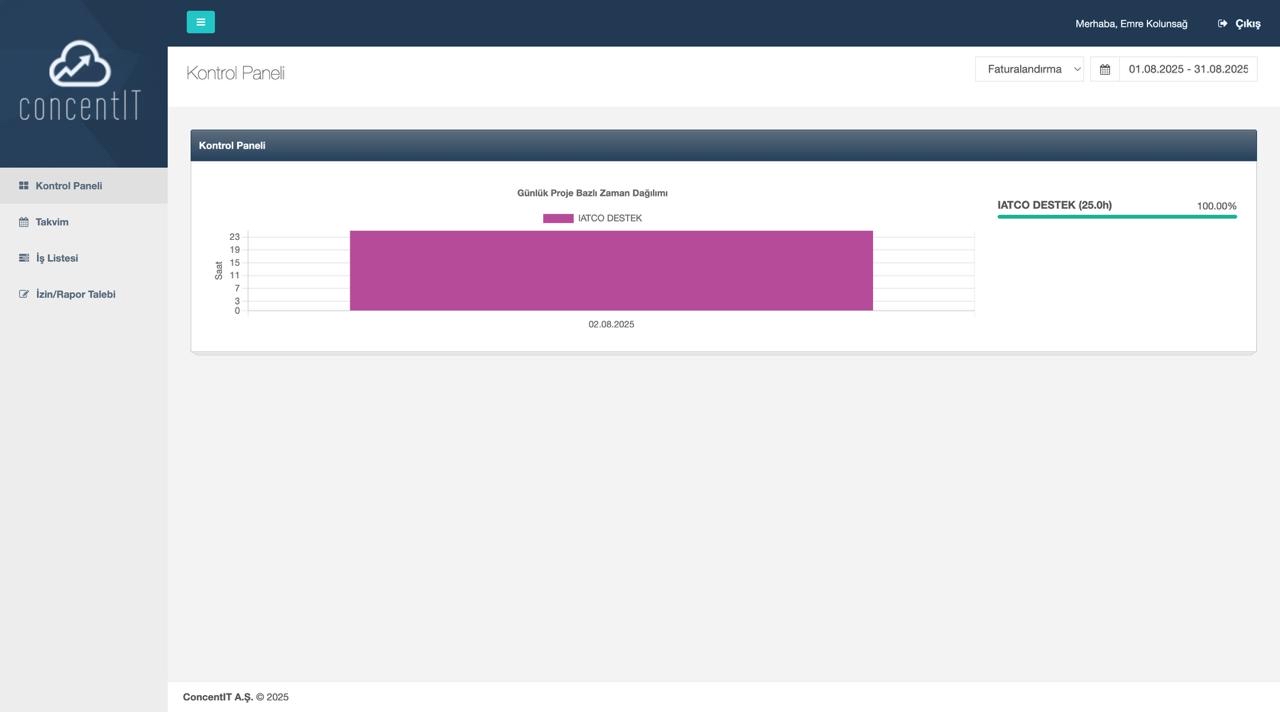 concentIT
Merhaba, Emre Kolunsağ
Çıkış
Kontrol Paneli
Faturalandırma
01.08.2025 - 31.08.2025
Kontrol Paneli
Takvim
İş Listesi
İzin/Rapor Talebi
Kontrol Paneli
Günlük Proje Bazlı Zaman Dağılımı
IATCO DESTEK
Saat
23
19
15
11
7
3
0
02.08.2025
IATCO DESTEK (25.0h)
100.00%
ConcentIT A.Ş. © 2025